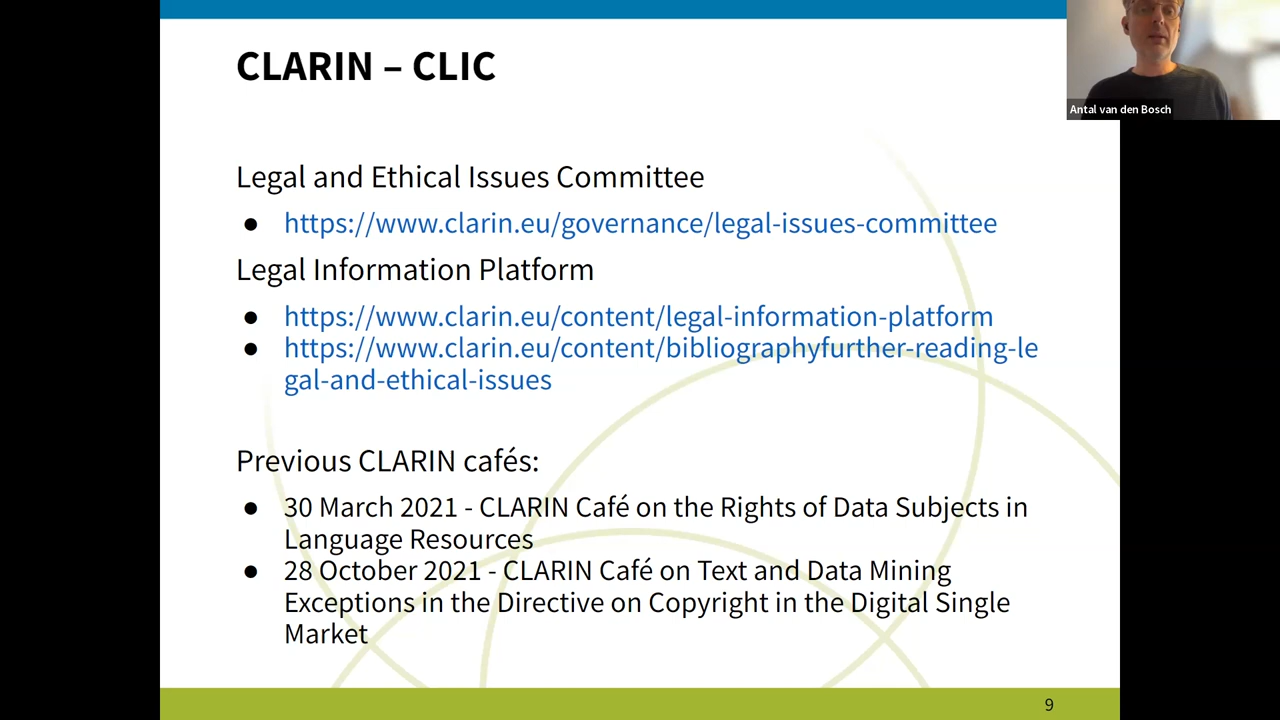 CLARIN – CLIC
Antal van den Bosch
Legal and Ethical Issues Committee
● https://www.clarin.eu/governance/legal-issues-committee
Legal Information Platform
● https://www.clarin.eu/content/legal-information-platform
● https://www.clarin.eu/content/bibliographyfurther-reading-le
gal-and-ethical-issues
Previous CLARIN cafés:
● 30 March 2021 - CLARIN Café on the Rights of Data Subjects in
Language Resources
● 28 October 2021 - CLARIN Café on Text and Data Mining
Exceptions in the Directive on Copyright in the Digital Single
Market
9